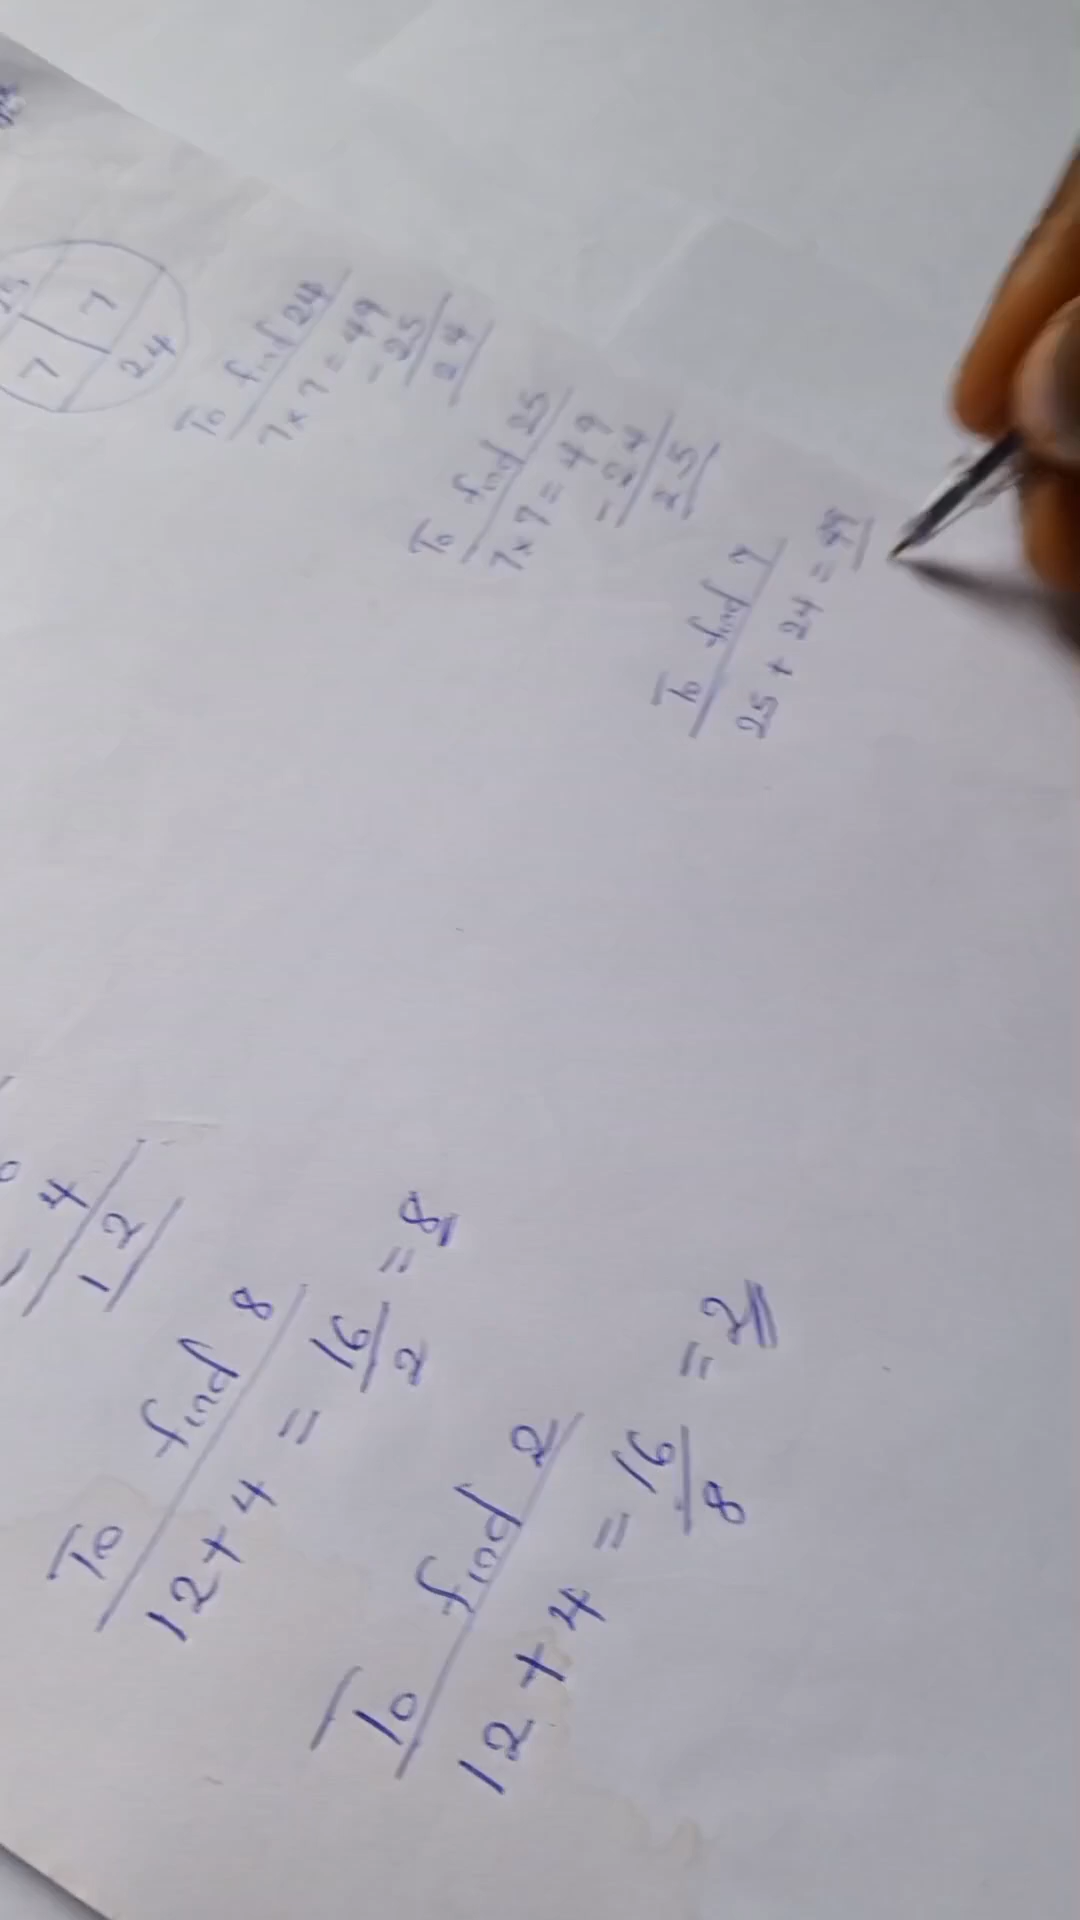 25
7
7
24
To find 24
7 × 7 = 49
- 25
24
To find 25
7 × 7 = 49
- 24
25
To find 7
25 + 24 = 49
- 4
12
To find 8
12 + 4 = 16/2 = 8
To find 2
12 + 4 = 16/8 = 2